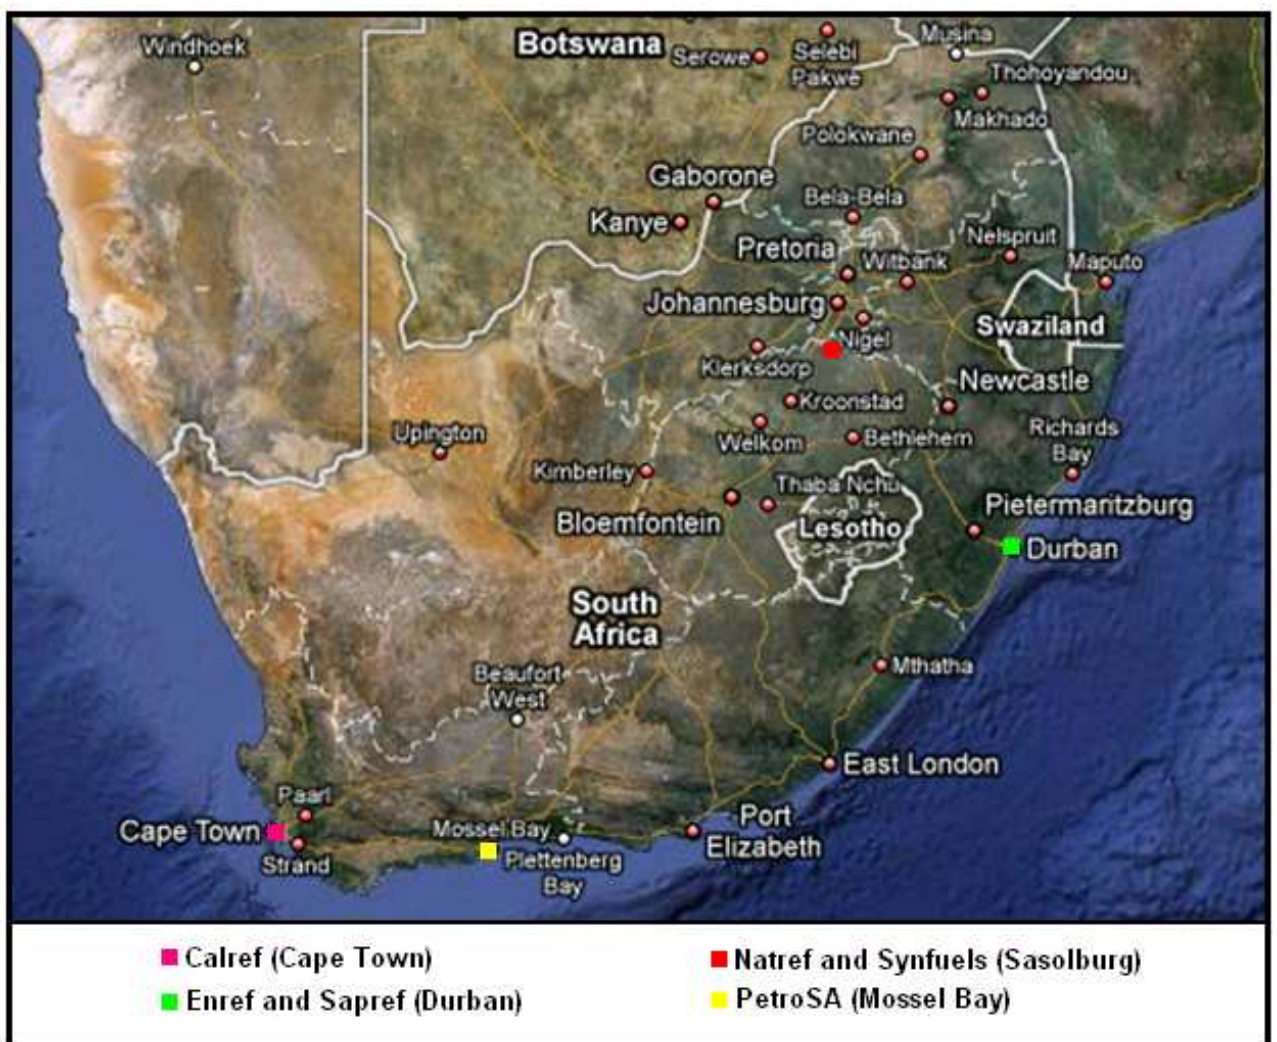 Windhoek
Botswana
Serowe
Selebi
Pakwe
Musina
Thohoyandou
Makhado
Polokwane
Gaborone
Bela-Bela
Kanye
Pretoria
Witbank
Nelspruit
Maputo
Johannesburg
Nigel
Swaziland
Klerksdorp
Newcastle
Kroonstad
Upington
Welkom
Bethlehem
Richards
Bay
Kimberley
Thaba Nchu
Pietermaritzburg
Bloemfontein
Lesotho
Durban
South
Africa
Mthatha
Beaufort
West
East London
Paarl
Cape Town
Strand
Mossel Bay
Plettenberg
Bay
Port
Elizabeth
Calref (Cape Town)
Natref and Synfuels (Sasolburg)
Enref and Sapref (Durban)
PetroSA (Mossel Bay)